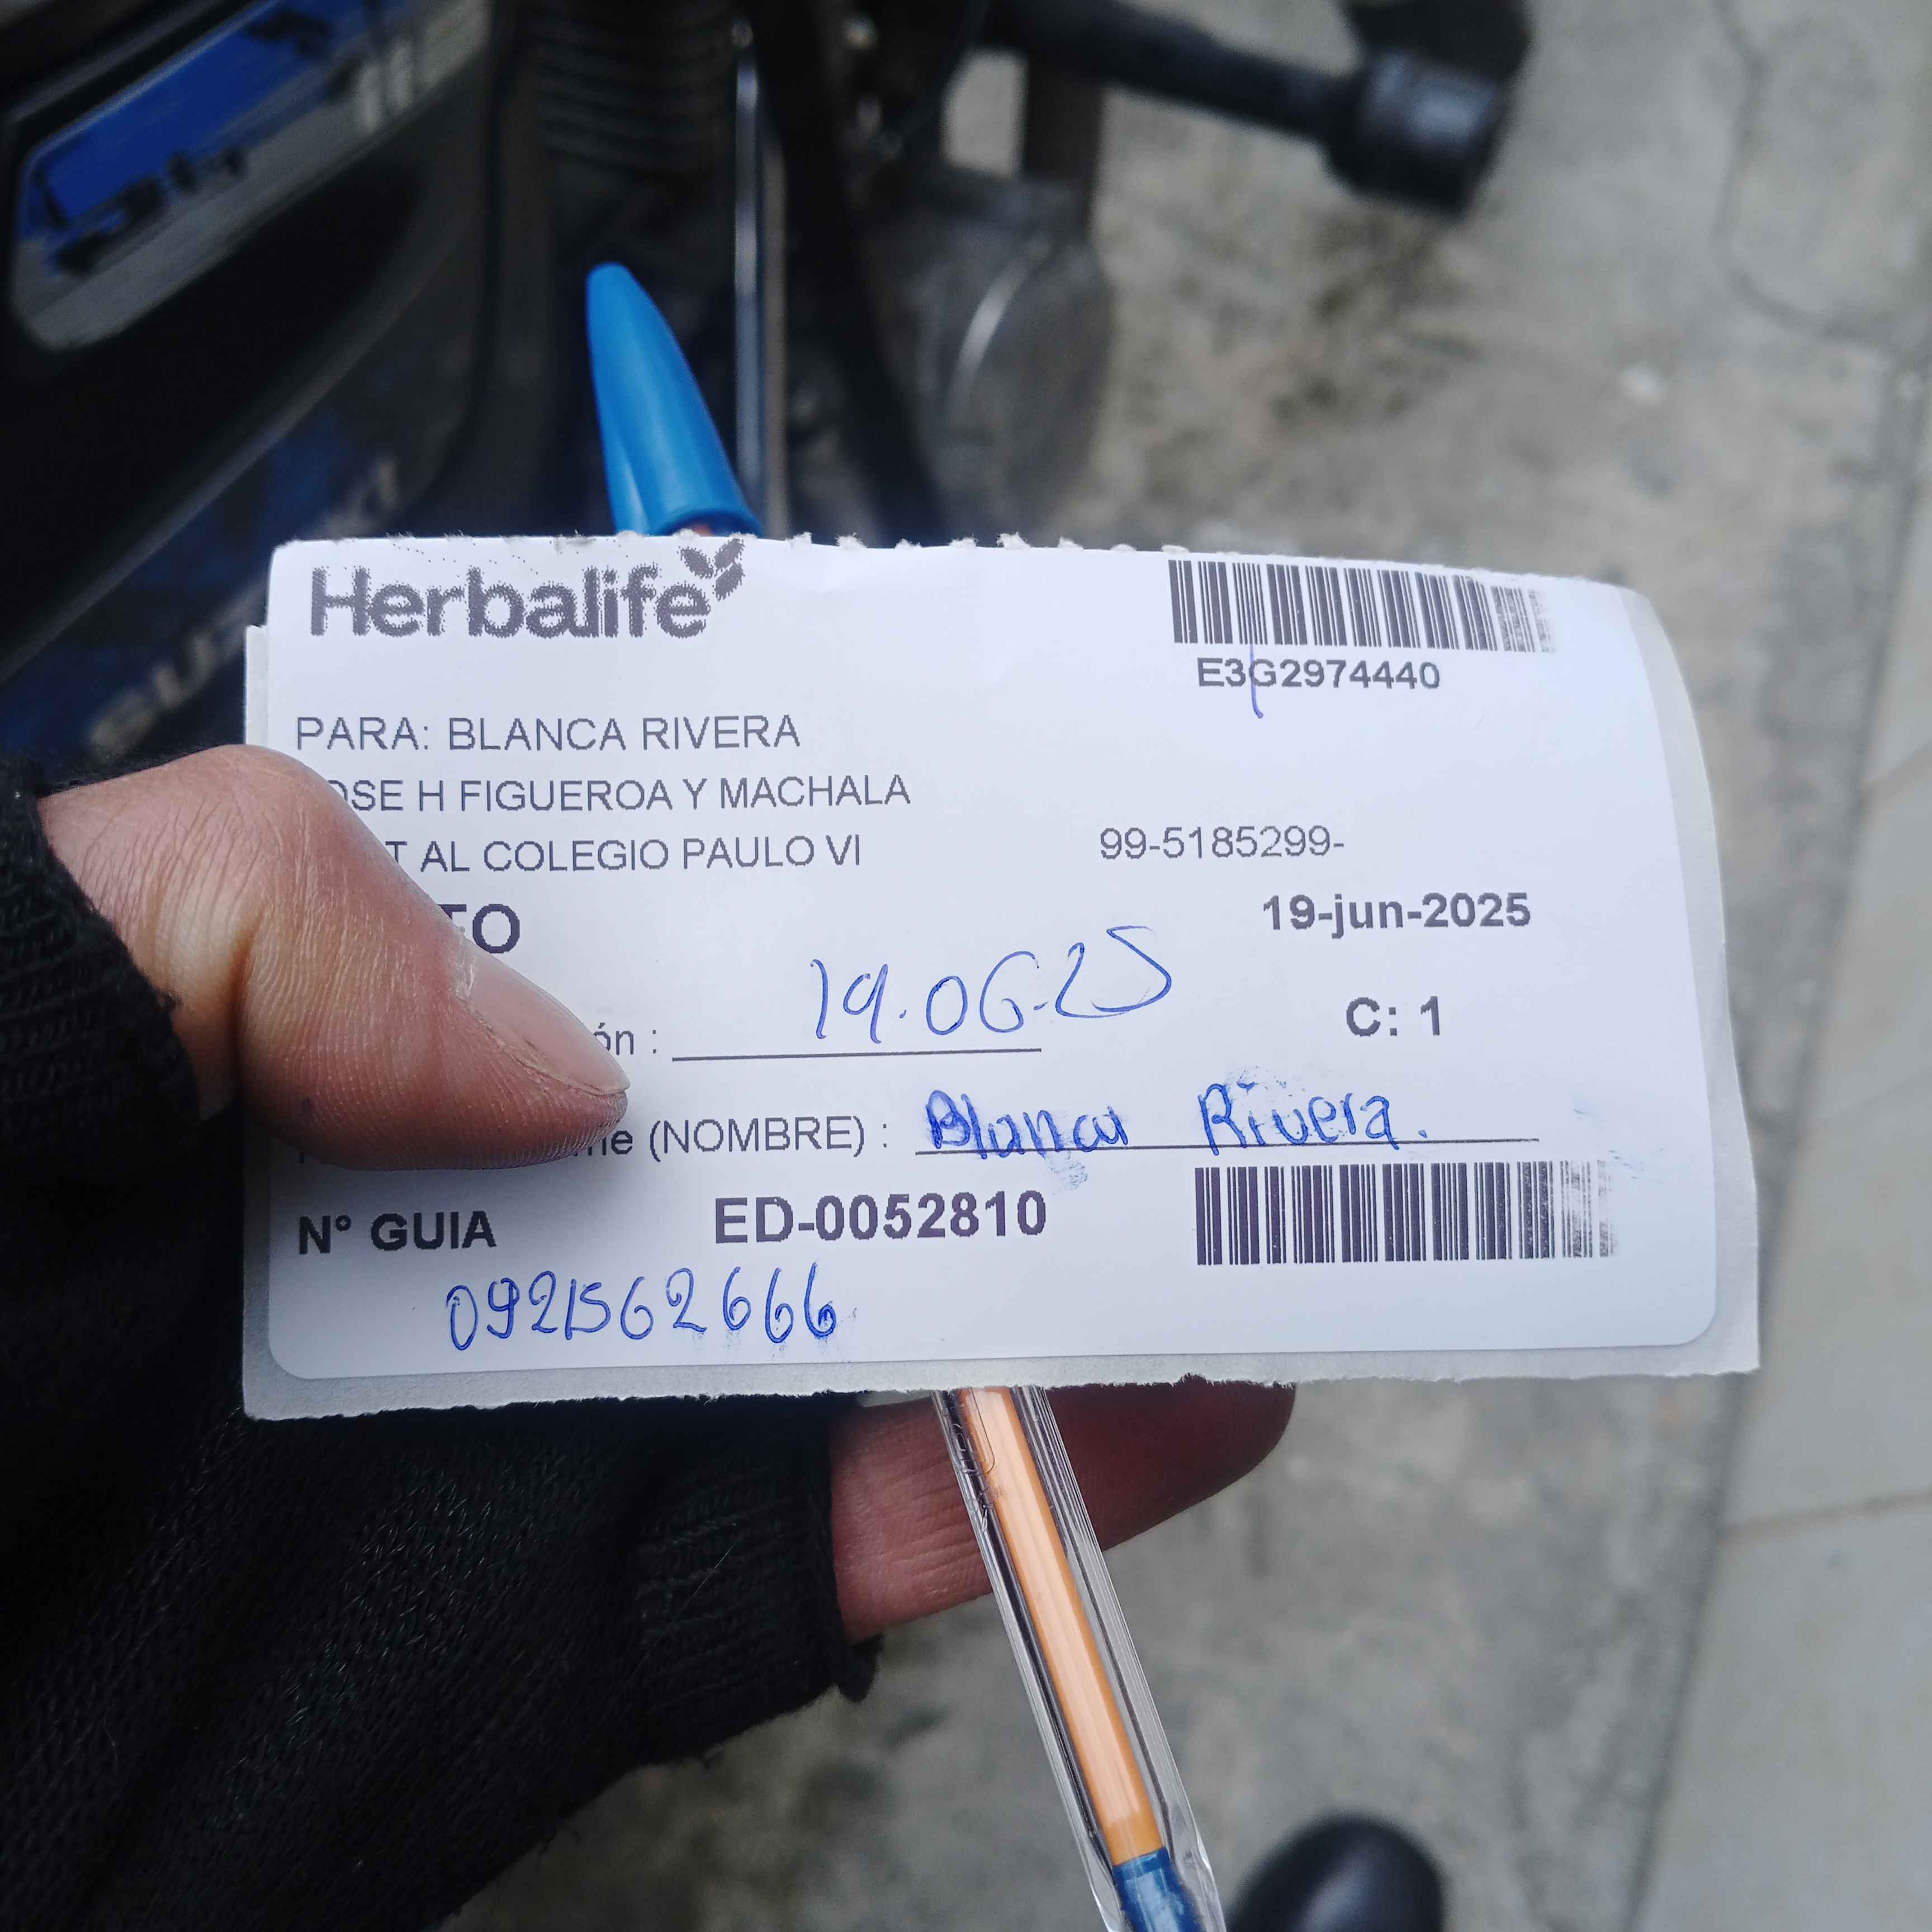 Herbalife
E3G2974440
PARA: BLANCA RIVERA
OSE H FIGUEROA Y MACHALA
T AL COLEGIO PAULO VI
99-5185299-
TO
19-jun-2025
ón : 19.06.25
C: 1
me (NOMBRE) : Blanca Rivera.
N° GUIA ED-0052810
0921562666